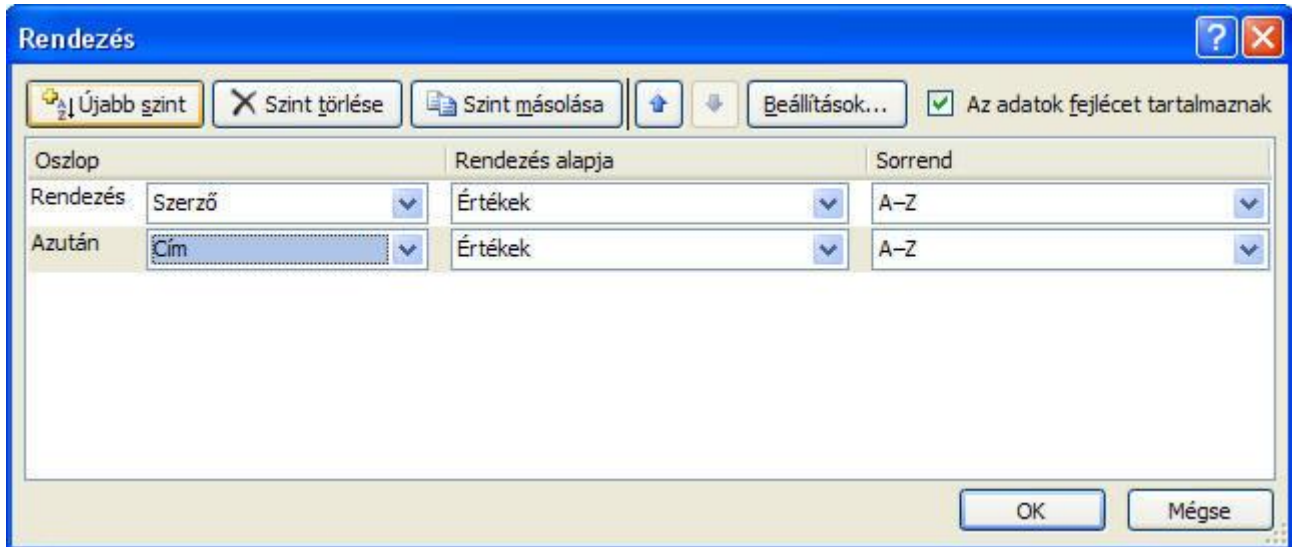 Rendezés
Újabb szint Szint törlése Szint másolása Beállítások... Az adatok fejlécet tartalmaznak
Oszlop Rendezés alapja Sorrend
Rendezés Szerző Értékek A–Z
Azután Cím Értékek A–Z
OK Mégse